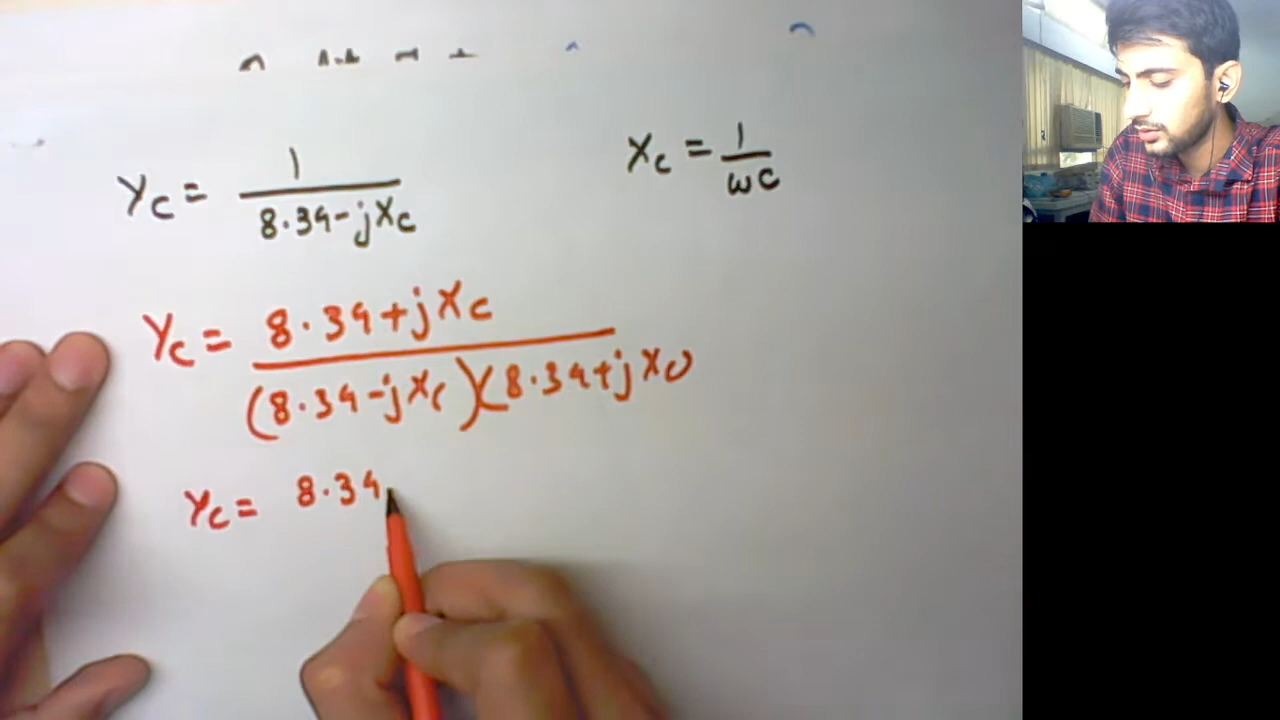 Yc = 1 / 8.34-jXc
Xc = 1 / ωC
Yc = 8.34+jXc / (8.34-jXc)(8.34+jXc)
Yc = 8.34